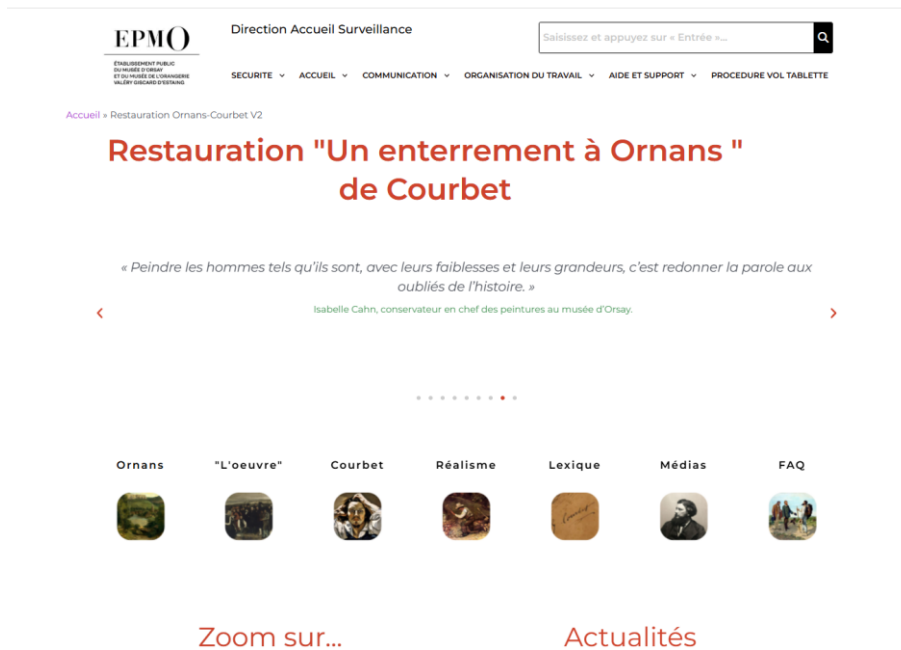 Direction Accueil Surveillance
Saisissez et appuyez sur « Entrée »...
EPMO
ÉTABLISSEMENT PUBLIC
DU MUSÉE D'ORSAY
ET DU MUSÉE DE L'ORANGERIE
VALÉRY GISCARD D'ESTAING
SECURITE ACCUEIL COMMUNICATION ORGANISATION DU TRAVAIL AIDE ET SUPPORT PROCEDURE VOL TABLETTE
Accueil » Restauration Ornans-Courbet V2
Restauration "Un enterrement à Ornans "
de Courbet
« Peindre les hommes tels qu'ils sont, avec leurs faiblesses et leurs grandeurs, c'est redonner la parole aux
oubliés de l'histoire. »
Isabelle Cahn, conservateur en chef des peintures au musée d'Orsay.
Ornans "L'oeuvre" Courbet Réalisme Lexique Médias FAQ
Zoom sur... Actualités